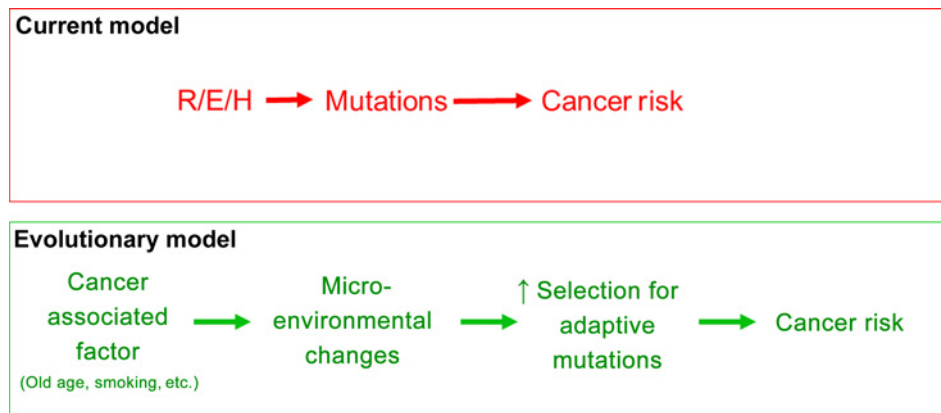 Current model
R/E/H → Mutations → Cancer risk
Evolutionary model
Cancer
associated
factor
(Old age, smoking, etc.)
Micro-
environmental
changes
↑ Selection for
adaptive
mutations
Cancer risk